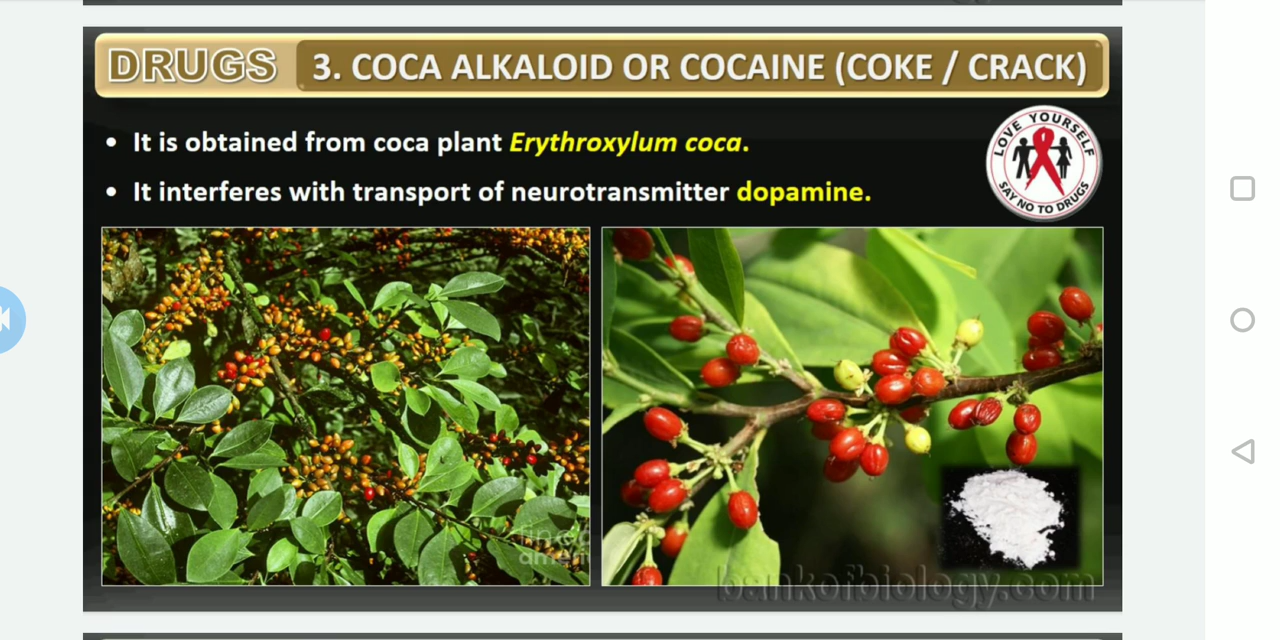 DRUGS
3. COCA ALKALOID OR COCAINE (COKE / CRACK)
• It is obtained from coca plant Erythroxylum coca.
• It interferes with transport of neurotransmitter dopamine.
LOVE YOURSELF
SAY NO TO DRUGS
bankofbiology.com